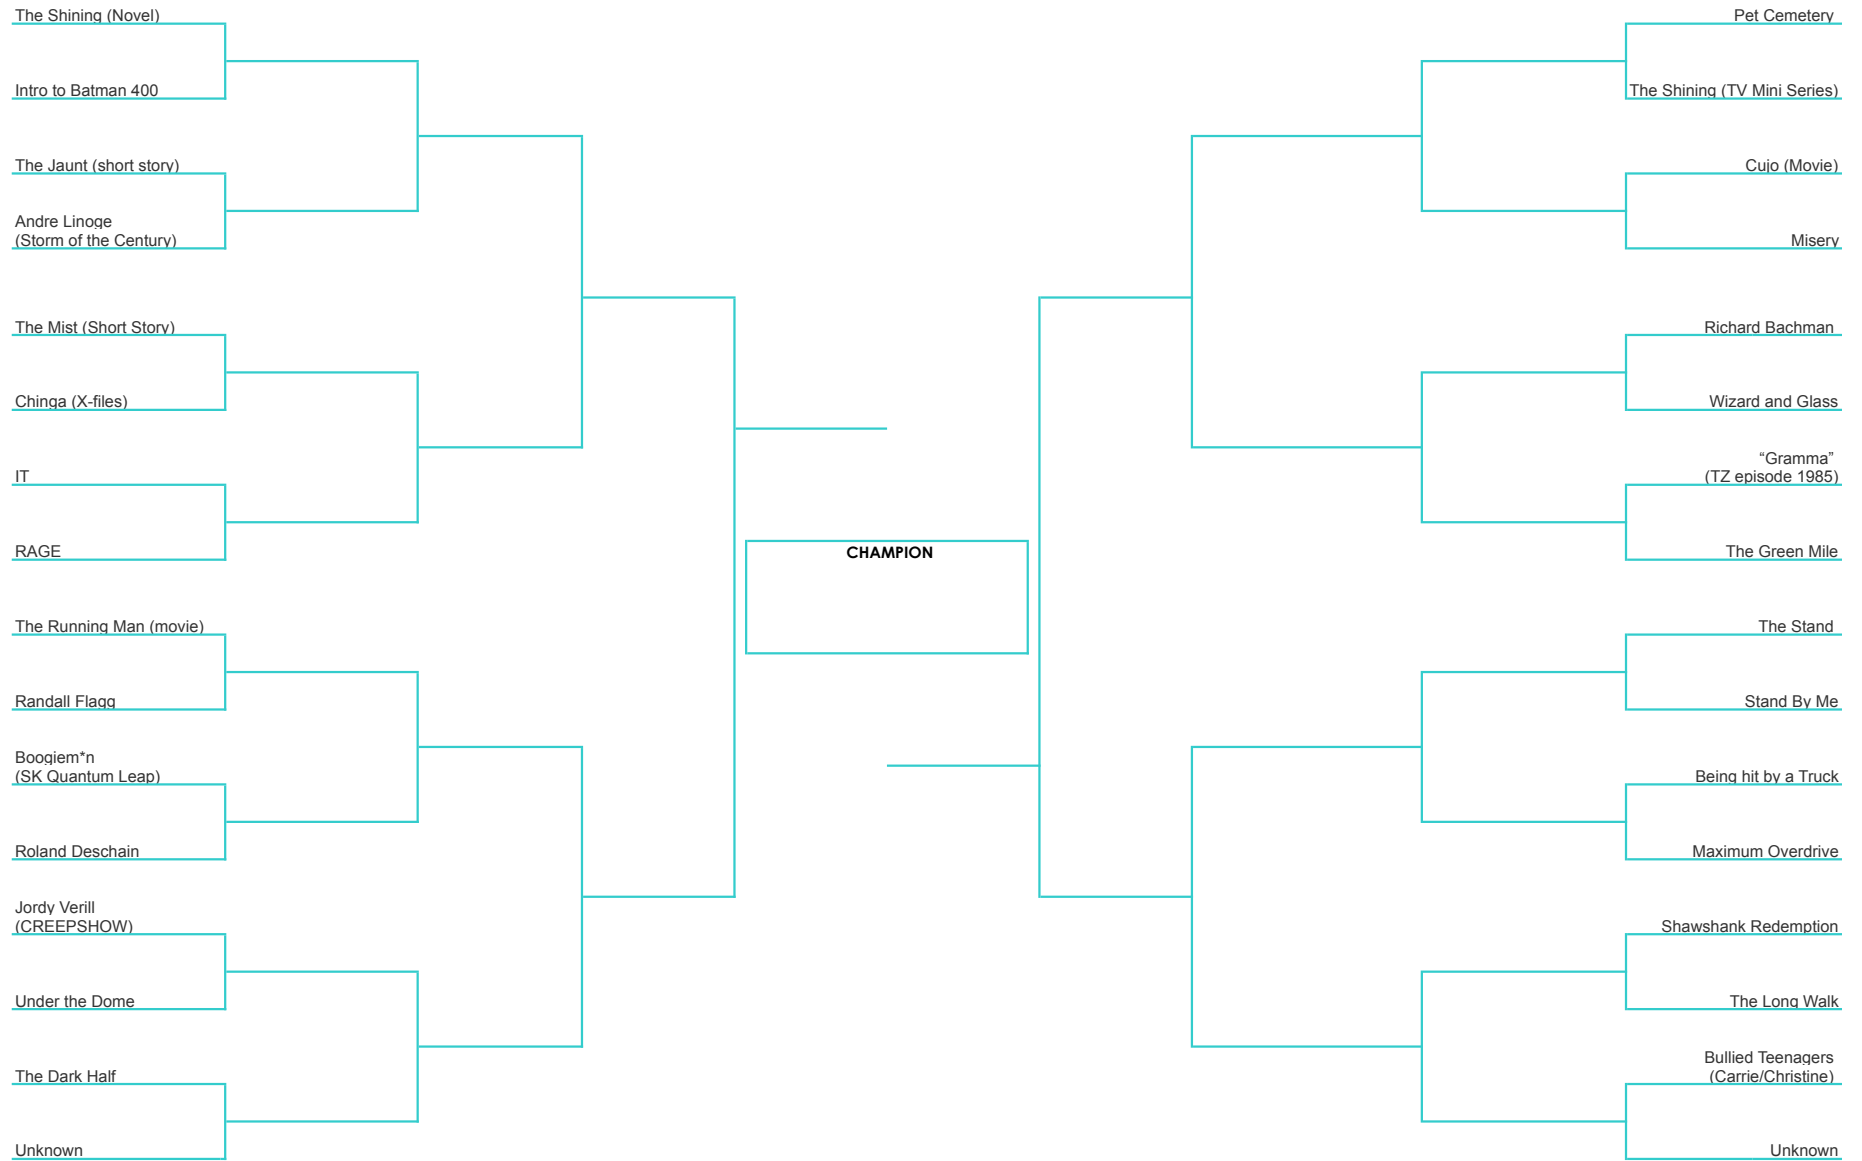 The Shining (Novel)
Intro to Batman 400
The Jaunt (short story)
Andre Linoge
(Storm of the Century)
The Mist (Short Story)
Chinga (X-files)
IT
RAGE
The Running Man (movie)
Randall Flagg
Boogiem*n
(SK Quantum Leap)
Roland Deschain
Jordy Verill
(CREEPSHOW)
Under the Dome
The Dark Half
Unknown
CHAMPION
Pet Cemetery
The Shining (TV Mini Series)
Cujo (Movie)
Misery
Richard Bachman
Wizard and Glass
“Gramma”
(TZ episode 1985)
The Green Mile
The Stand
Stand By Me
Being hit by a Truck
Maximum Overdrive
Shawshank Redemption
The Long Walk
Bullied Teenagers
(Carrie/Christine)
Unknown